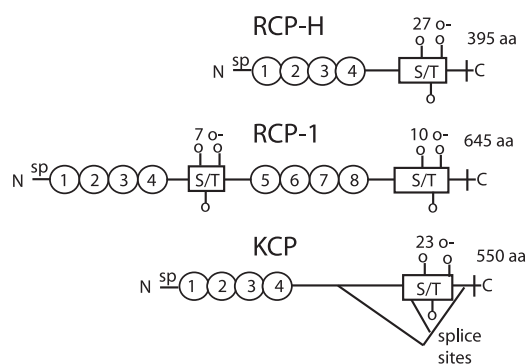 RCP-H
27 o-
395 aa
N sp 1 2 3 4 S/T C
o o
o
RCP-1
7 o-
10 o-
645 aa
N sp 1 2 3 4 S/T 5 6 7 8 S/T C
o o
o
o o
o
KCP
23 o-
550 aa
N sp 1 2 3 4 S/T C
o o
o
splice
sites